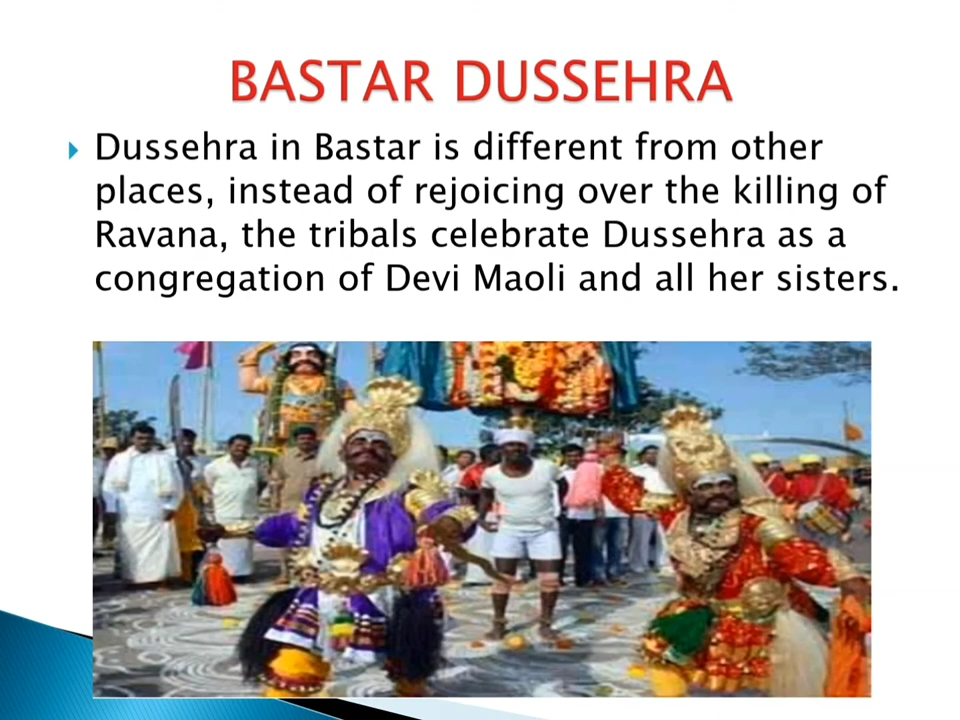 BASTAR DUSSEHRA
Dussehra in Bastar is different from other
places, instead of rejoicing over the killing of
Ravana, the tribals celebrate Dussehra as a
congregation of Devi Maoli and all her sisters.